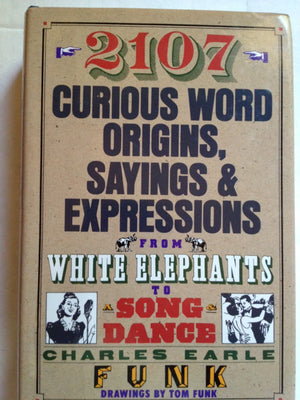 2107
CURIOUS WORD
ORIGINS,
SAYINGS &
EXPRESSIONS
FROM
WHITE ELEPHANTS
TO
A SONG &
DANCE
CHARLES EARLE
FUNK
DRAWINGS BY TOM FUNK